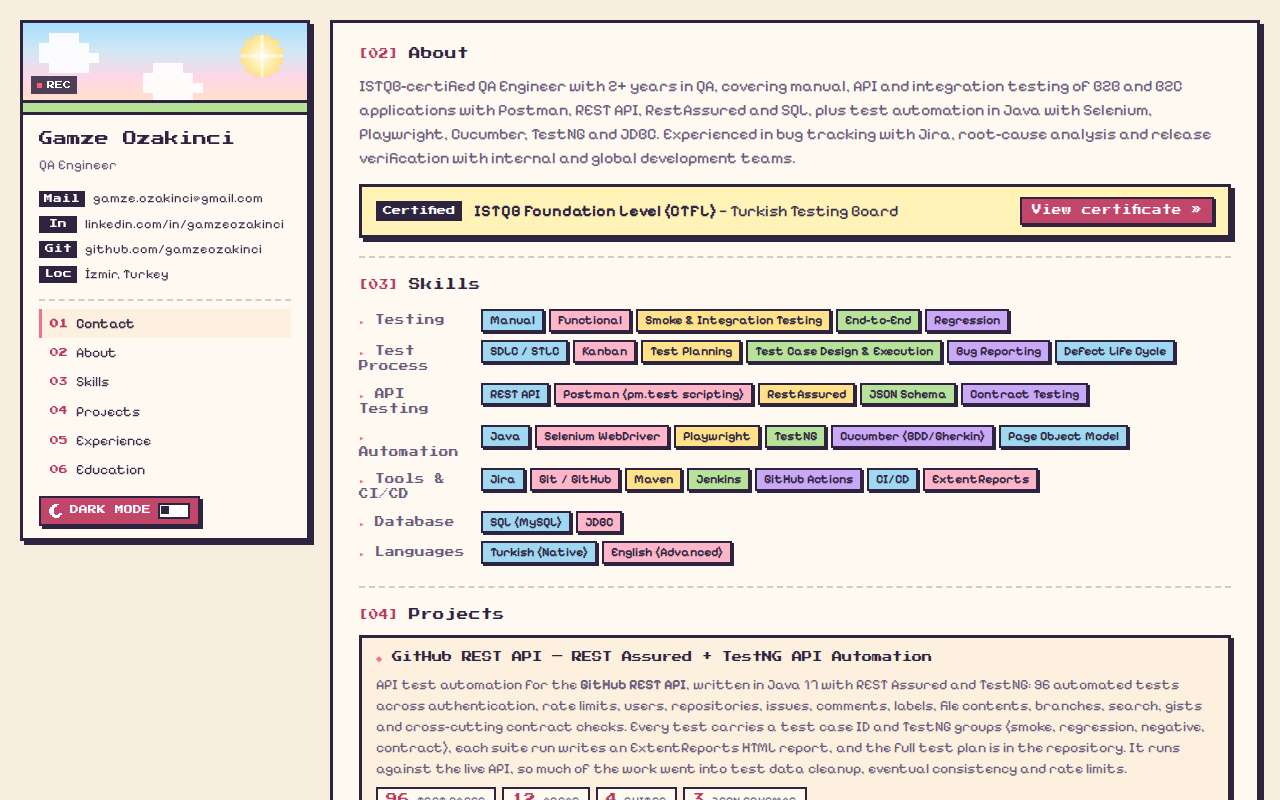 REC
Gamze Ozakinci
QA Engineer
Mail gamze.ozakinci@gmail.com
In linkedin.com/in/gamzeozakinci
Git github.com/gamzeozakinci
Loc İzmir, Turkey
01 Contact
02 About
03 Skills
04 Projects
05 Experience
06 Education
DARK MODE
[02] About
ISTQB-certified QA Engineer with 2+ years in QA, covering manual, API and integration testing of B2B and B2C
applications with Postman, REST API, RestAssured and SQL, plus test automation in Java with Selenium,
Playwright, Cucumber, TestNG and JDBC. Experienced in bug tracking with Jira, root-cause analysis and release
verification with internal and global development teams.
Certified ISTQB Foundation Level (CTFL) – Turkish Testing Board View certificate »
[03] Skills
Testing Manual Functional Smoke & Integration Testing End-to-End Regression
Test Process SDLC / STLC Kanban Test Planning Test Case Design & Execution Bug Reporting Defect Life Cycle
API Testing REST API Postman (pm.test scripting) RestAssured JSON Schema Contract Testing
Automation Java Selenium WebDriver Playwright TestNG Cucumber (BDD/Gherkin) Page Object Model
Tools & CI/CD Jira Git / GitHub Maven Jenkins GitHub Actions CI/CD ExtentReports
Database SQL (MySQL) JDBC
Languages Turkish (Native) English (Advanced)
[04] Projects
GitHub REST API — REST Assured + TestNG API Automation
API test automation for the GitHub REST API, written in Java 17 with REST Assured and TestNG: 96 automated tests
across authentication, rate limits, users, repositories, issues, comments, labels, file contents, branches, search, gists
and cross-cutting contract checks. Every test carries a test case ID and TestNG groups (smoke, regression, negative,
contract), each suite run writes an ExtentReports HTML report, and the full test plan is in the repository. It runs
against the live API, so much of the work went into test data cleanup, eventual consistency and rate limits.
96 12 4 3